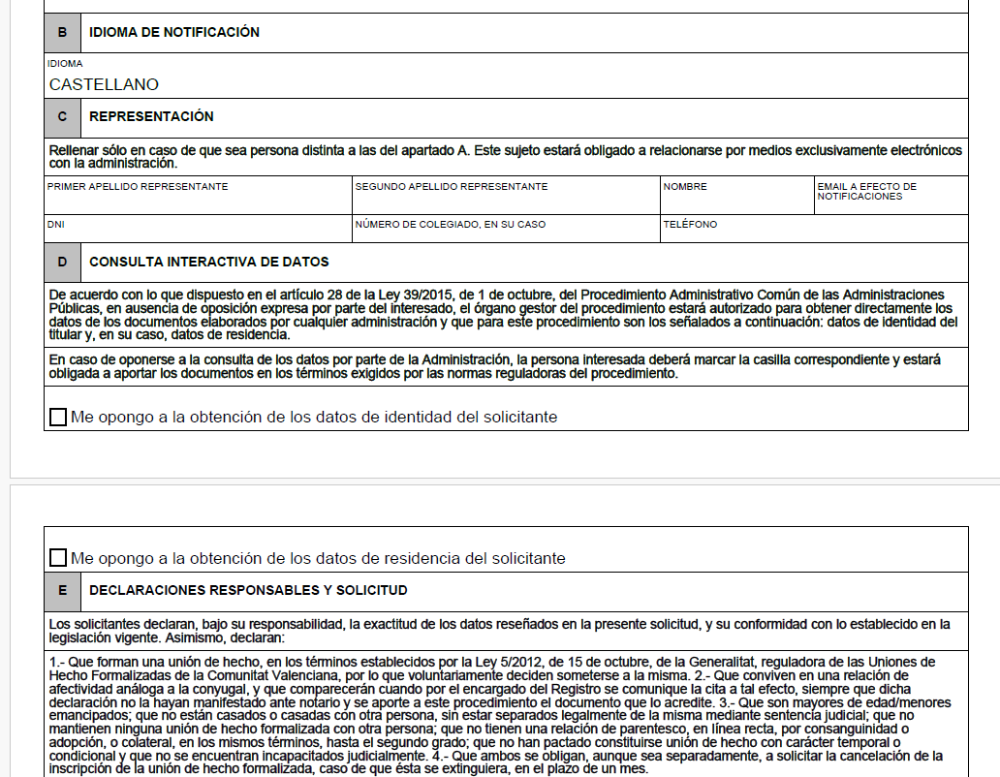 B IDIOMA DE NOTIFICACIÓN
IDIOMA
CASTELLANO
C REPRESENTACIÓN
Rellenar sólo en caso de que sea persona distinta a las del apartado A. Este sujeto estará obligado a relacionarse por medios exclusivamente electrónicos
con la administración.
PRIMER APELLIDO REPRESENTANTE
SEGUNDO APELLIDO REPRESENTANTE
NOMBRE
EMAIL A EFECTO DE
NOTIFICACIONES
DNI
NÚMERO DE COLEGIADO, EN SU CASO
TELÉFONO
D CONSULTA INTERACTIVA DE DATOS
De acuerdo con lo que dispuesto en el artículo 28 de la Ley 39/2015, de 1 de octubre, del Procedimiento Administrativo Común de las Administraciones
Públicas, en ausencia de oposición expresa por parte del interesado, el órgano gestor del procedimiento estará autorizado para obtener directamente los
datos de los documentos elaborados por cualquier administración y que para este procedimiento son los señalados a continuación: datos de identidad del
titular y, en su caso, datos de residencia.
En caso de oponerse a la consulta de los datos por parte de la Administración, la persona interesada deberá marcar la casilla correspondiente y estará
obligada a aportar los documentos en los términos exigidos por las normas reguladoras del procedimiento.
Me opongo a la obtención de los datos de identidad del solicitante
Me opongo a la obtención de los datos de residencia del solicitante
E DECLARACIONES RESPONSABLES Y SOLICITUD
Los solicitantes declaran, bajo su responsabilidad, la exactitud de los datos reseñados en la presente solicitud, y su conformidad con lo establecido en la
legislación vigente. Asimismo, declaran:
1.- Que forman una unión de hecho, en los términos establecidos por la Ley 5/2012, de 15 de octubre, de la Generalitat, reguladora de las Uniones de
Hecho Formalizadas de la Comunitat Valenciana, por lo que voluntariamente deciden someterse a la misma. 2.- Que conviven en una relación de
afectividad análoga a la conyugal, y que comparecerán cuando por el encargado del Registro se comunique la cita a tal efecto, siempre que dicha
declaración no la hayan manifestado ante notario y se aporte a este procedimiento el documento que lo acredite. 3.- Que son mayores de edad/menores
emancipados; que no están casados o casadas con otra persona, sin estar separados legalmente de la misma mediante sentencia judicial; que no
mantienen ninguna unión de hecho formalizada con otra persona; que no tienen una relación de parentesco, en línea recta, por consanguinidad o
adopción, o colateral, en los mismos términos, hasta el segundo grado; que no han pactado constituirse unión de hecho con carácter temporal o
condicional y que no se encuentran incapacitados judicialmente. 4.- Que ambos se obligan, aunque sea separadamente, a solicitar la cancelación de la
inscripción de la unión de hecho formalizada, caso de que ésta se extinguiera, en el plazo de un mes.